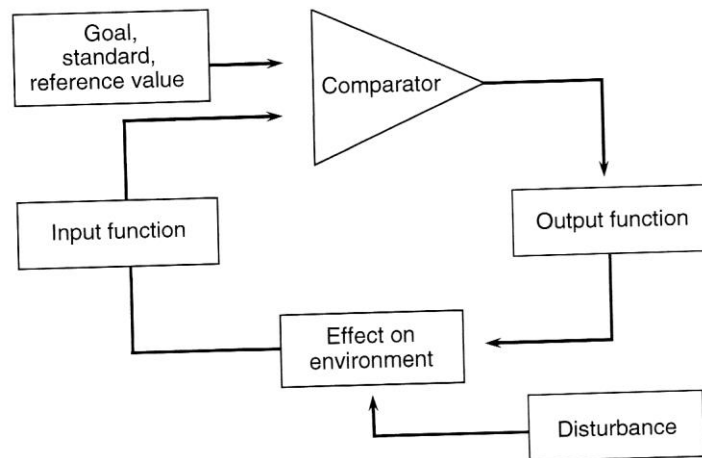 Goal,
standard,
reference value
Comparator
Input function
Output function
Effect on
environment
Disturbance